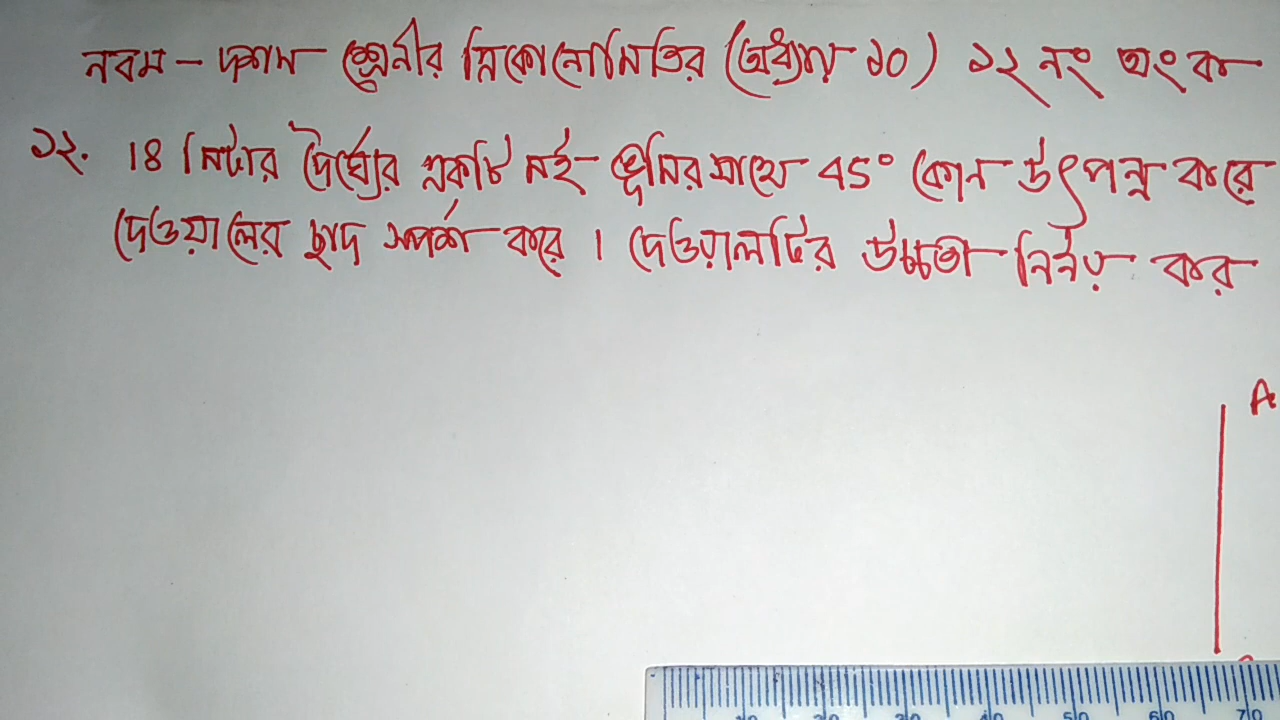 নবম - দশম শ্রেনীর ত্রিকোনোমিতির (অধ্যায় ১০) ১২ নং অংক
১২. 18 মিটার দৈর্ঘ্যের একটি মই ভূমির সাথে 45° কোন উৎপন্ন করে
দেওয়ালের ছাদ স্পর্শ করে । দেওয়ালটির উচ্চতা নির্নয় কর
A
10 20 30 40 50 60 70